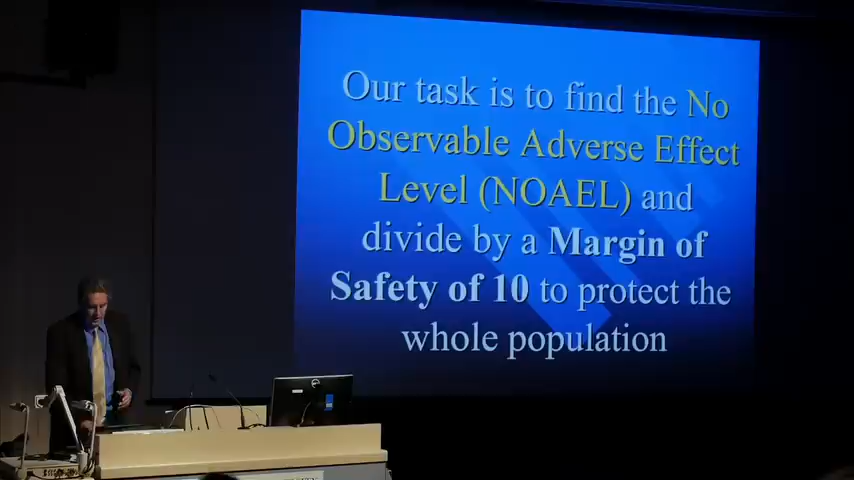 Our task is to find the No
Observable Adverse Effect
Level (NOAEL) and
divide by a Margin of
Safety of 10 to protect the
whole population